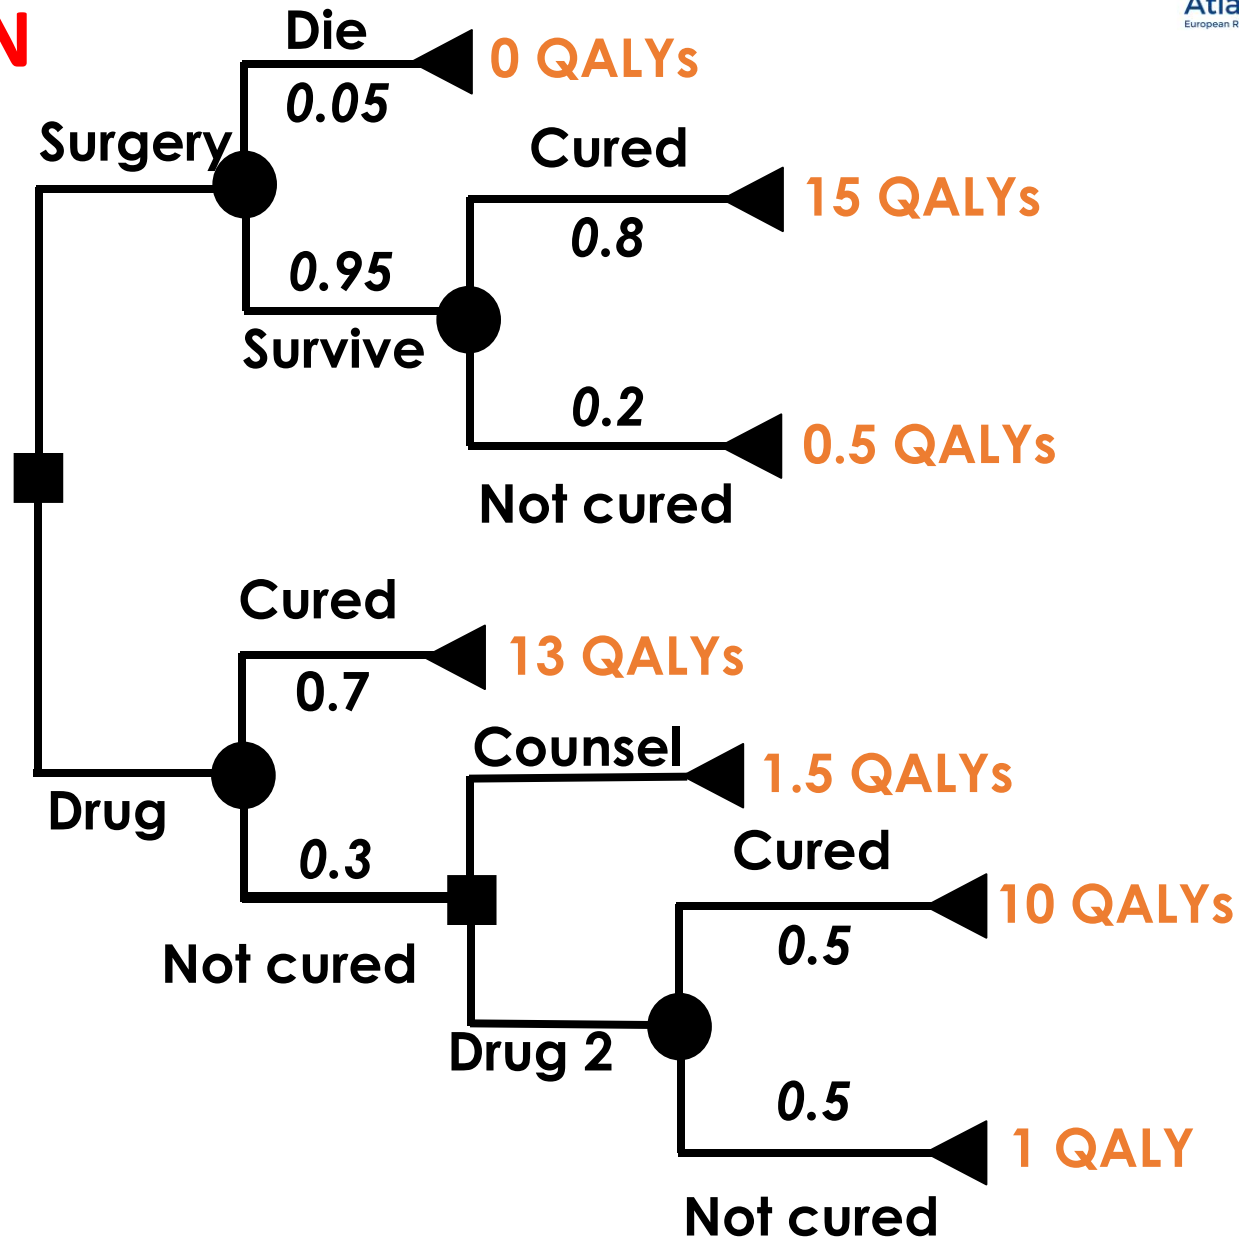 N
Die
0 QALYs
0.05
Surgery
Cured
15 QALYs
0.8
0.95
Survive
0.2
0.5 QALYs
Not cured
Cured
13 QALYs
0.7
Counsel
1.5 QALYs
Drug
Cured
0.3
10 QALYs
0.5
Not cured
Drug 2
0.5
1 QALY
Not cured